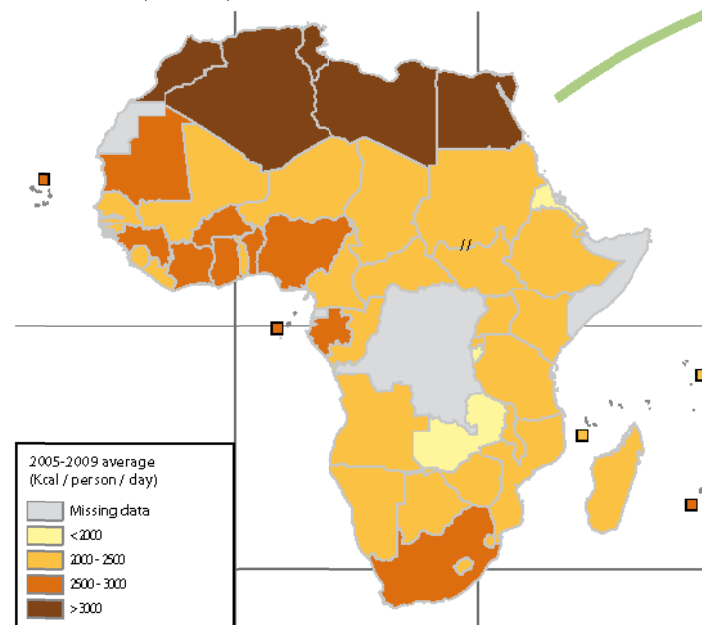 2005-2009 average
(Kcal / person / day)
Missing data
<2000
2000 - 2500
2500 - 3000
>3000